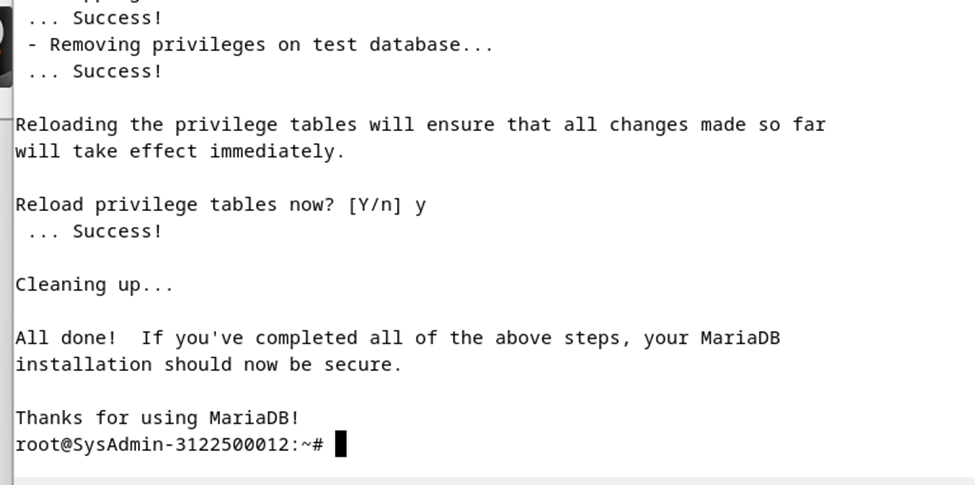 ... Success!
- Removing privileges on test database...
... Success!
Reloading the privilege tables will ensure that all changes made so far
will take effect immediately.
Reload privilege tables now? [Y/n] y
... Success!
Cleaning up...
All done!  If you've completed all of the above steps, your MariaDB
installation should now be secure.
Thanks for using MariaDB!
root@SysAdmin-3122500012:~#